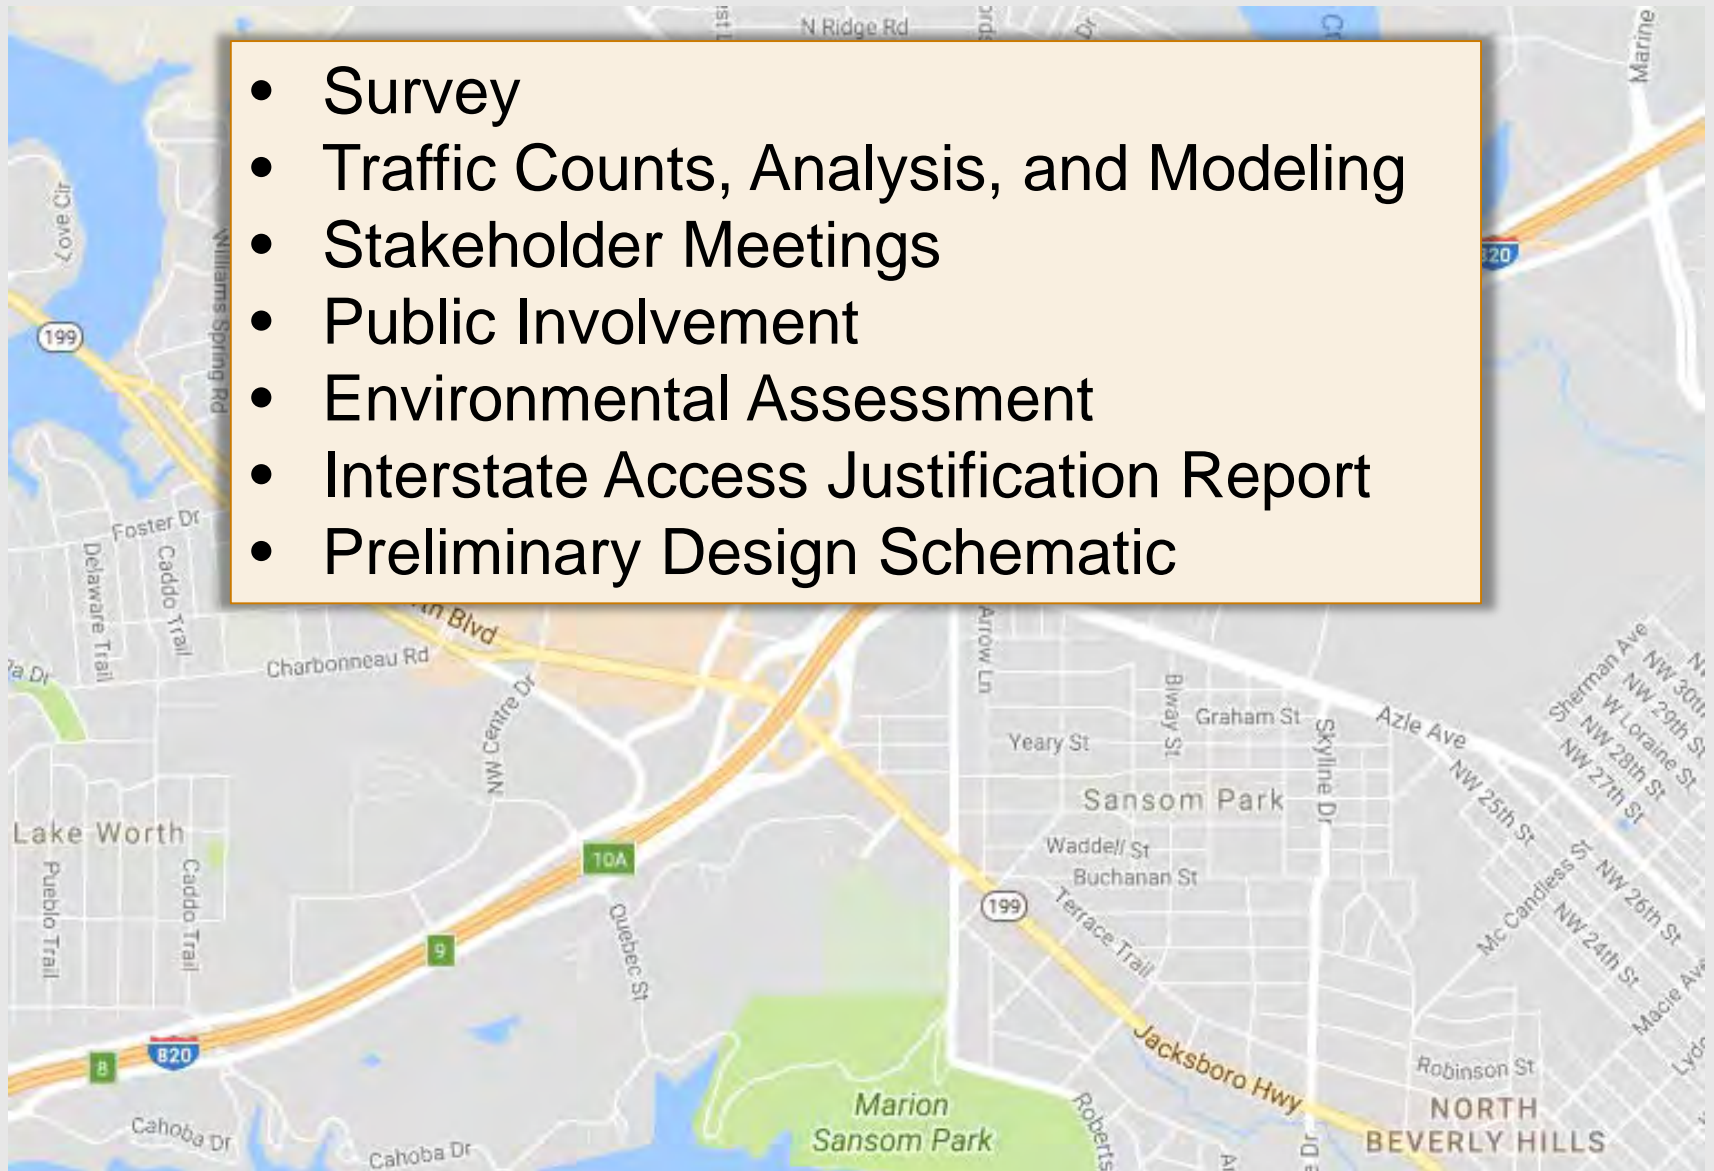 N Ridge Rd
Dr
Marine
• Survey
• Traffic Counts, Analysis, and Modeling
• Stakeholder Meetings
• Public Involvement
• Environmental Assessment
• Interstate Access Justification Report
• Preliminary Design Schematic
Love Cir
Williams Spring Rd
199
820
Foster Dr
Delaware Trail
Caddo Trail
Blvd
Charbonneau Rd
NW Centre Dr
Arrow Ln
Biway St
Graham St
Skyline Dr
Azle Ave
Yeary St
Sherman Ave
NW 30th
NW 29th St
W Loraine St
NW 28th St
NW 27th St
NW 25th St
Sansom Park
Lake Worth
10A
Waddell St
Buchanan St
Pueblo Trail
Caddo Trail
Quebec St
199
Terrace Trail
Mc Candless St
NW 26th St
NW 24th St
9
Macie Ave
820
8
Jacksboro Hwy
Robinson St
Marion
Sansom Park
Roberts
NORTH
BEVERLY HILLS
Cahoba Dr
Cahoba Dr